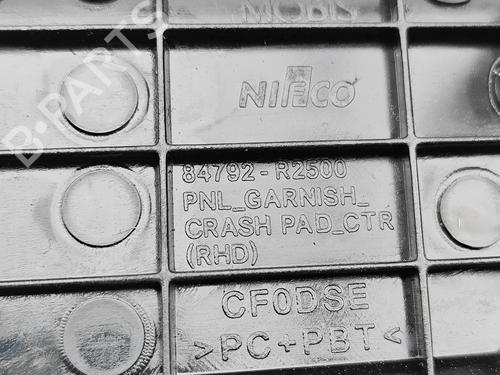 MOBIS
NIFCO
84792-R2500
PNL_GARNISH_
CRASH PAD_CTR
(RHD)
CF0DSE
>PC+PBT<
B-PARTS